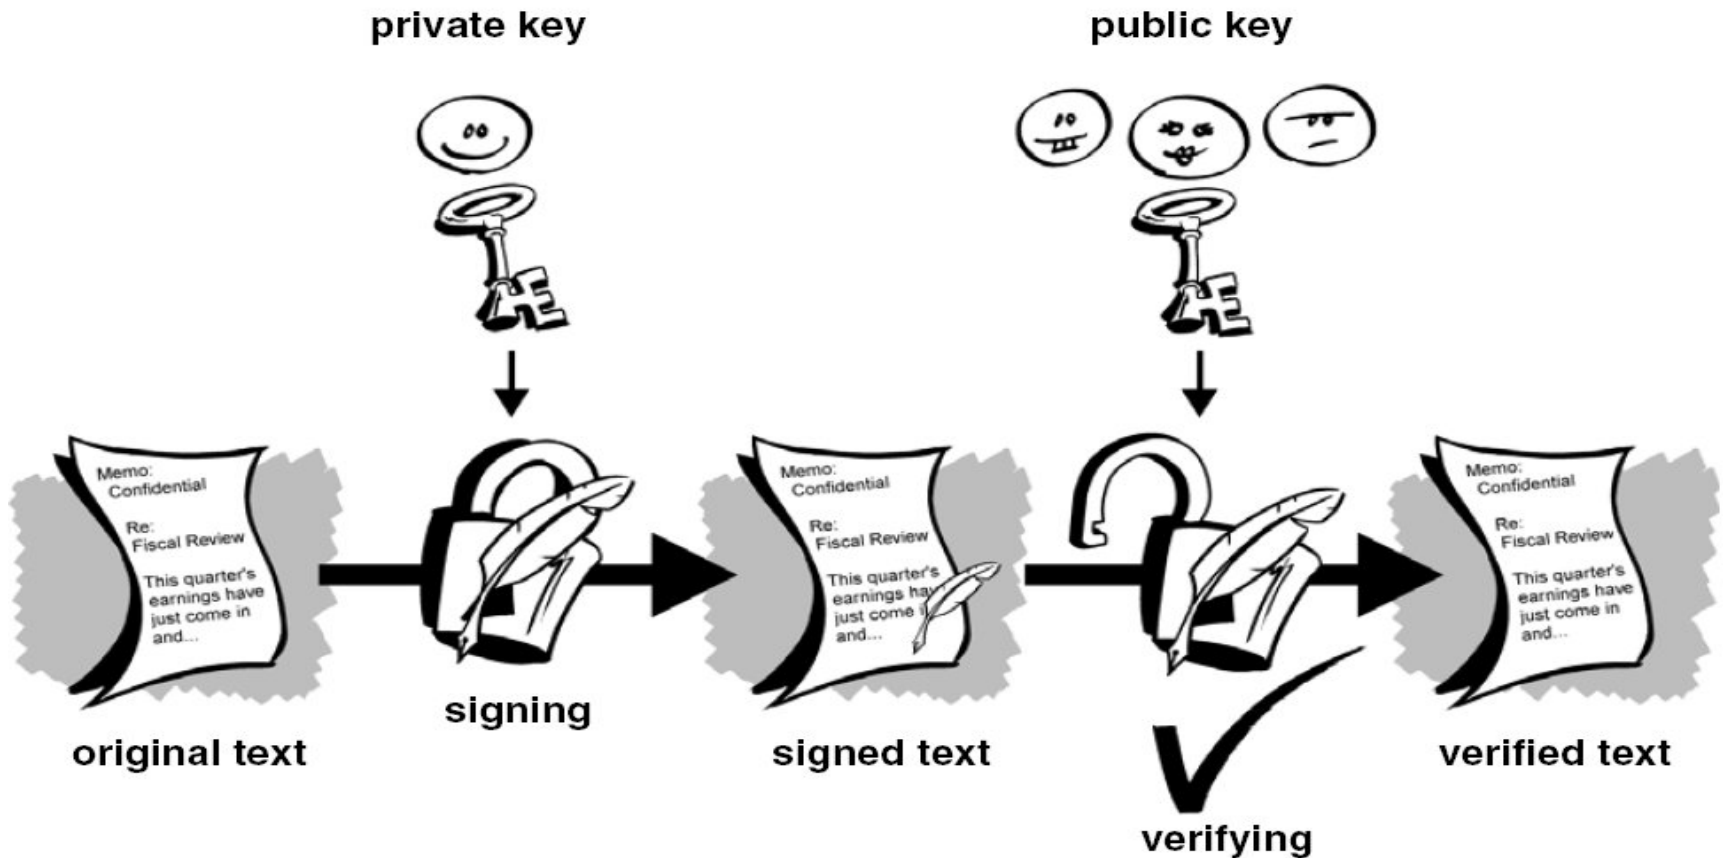 private key
public key
Memo:
Confidential
Re:
Fiscal Review
This quarter's
earnings have
just come in
and...
Memo:
Confidential
Re:
Fiscal Review
This quarter's
earnings hav
just come i
and...
Memo:
Confidential
Re:
Fiscal Review
This quarter's
earnings have
just come in
and...
signing
original text
signed text
verified text
verifying